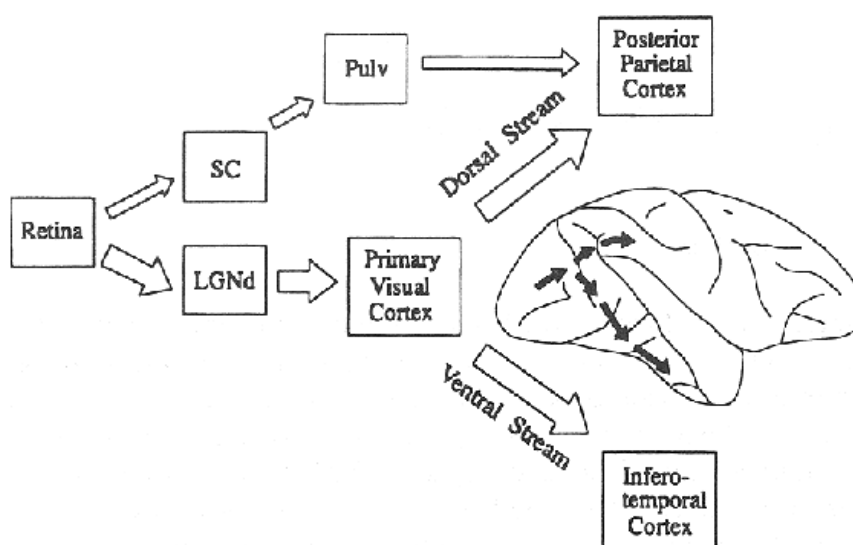 Posterior
Parietal
Cortex
Pulv
Dorsal Stream
SC
Retina
LGNd
Primary
Visual
Cortex
Ventral Stream
Infero-
temporal
Cortex